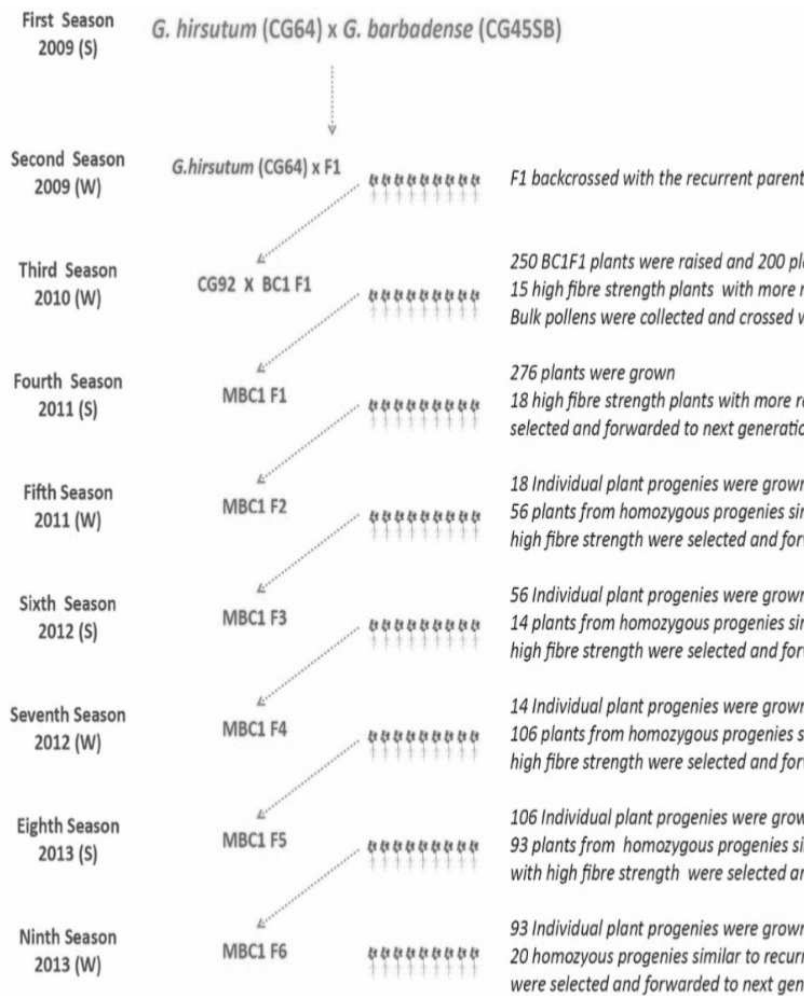 First Season
2009 (S)
G. hirsutum (CG64) x G. barbadense (CG45SB)
Second Season
2009 (W)
G.hirsutum (CG64) x F1
F1 backcrossed with the recurrent parent
Third Season
2010 (W)
CG92 X BC1 F1
250 BC1F1 plants were raised and 200
15 high fibre strength plants with more
Bulk pollens were collected and crossed
Fourth Season
2011 (S)
MBC1 F1
276 plants were grown
18 high fibre strength plants with more
selected and forwarded to next
Fifth Season
2011 (W)
MBC1 F2
18 Individual plant progenies were grown
56 plants from homozygous progenies
high fibre strength were selected and
Sixth Season
2012 (S)
MBC1 F3
56 Individual plant progenies were grown
14 plants from homozygous progenies
high fibre strength were selected and
Seventh Season
2012 (W)
MBC1 F4
14 Individual plant progenies were grown
106 plants from homozygous progenies
high fibre strength were selected and
Eighth Season
2013 (S)
MBC1 F5
106 Individual plant progenies were
93 plants from homozygous progenies
with high fibre strength were selected
Ninth Season
2013 (W)
MBC1 F6
93 Individual plant progenies were grown
20 homozyous progenies similar to
were selected and forwarded to next